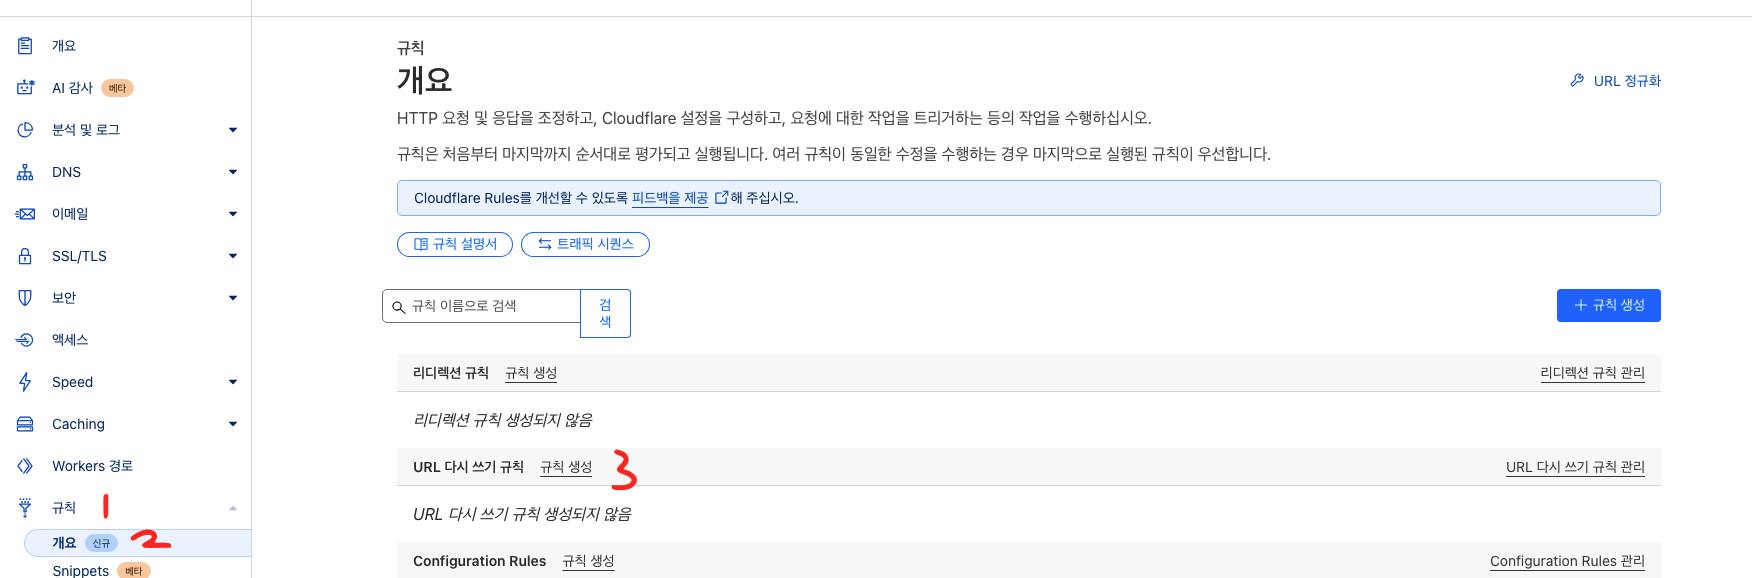 개요
AI 감사 베타
분석 및 로그
DNS
이메일
SSL/TLS
보안
액세스
Speed
Caching
Workers 경로
규칙 1
개요 신규 2
Snippets 베타
규칙
개요
URL 정규화
HTTP 요청 및 응답을 조정하고, Cloudflare 설정을 구성하고, 요청에 대한 작업을 트리거하는 등의 작업을 수행하십시오.
규칙은 처음부터 마지막까지 순서대로 평가되고 실행됩니다. 여러 규칙이 동일한 수정을 수행하는 경우 마지막으로 실행된 규칙이 우선합니다.
Cloudflare Rules를 개선할 수 있도록 피드백을 제공 해 주십시오.
규칙 설명서 트래픽 시퀀스
규칙 이름으로 검색 검
색
+ 규칙 생성
리디렉션 규칙 규칙 생성 리디렉션 규칙 관리
리디렉션 규칙 생성되지 않음
URL 다시 쓰기 규칙 규칙 생성 3 URL 다시 쓰기 규칙 관리
URL 다시 쓰기 규칙 생성되지 않음
Configuration Rules 규칙 생성 Configuration Rules 관리